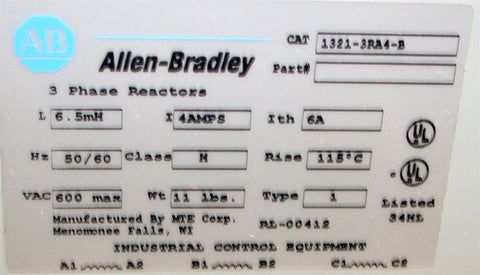 AB
CAT 1321-3RA4-B
Allen-Bradley
Part#
3 Phase Reactors
L 6.5mH I 4AMPS Ith 6A
Hz 50/60 Class H Rise 115°C
VAC 600 max Wt 11 lbs. Type 1
UL
UL
Listed
34NL
Manufactured By MTE Corp.
Menomonee Falls, WI
RL-00412
INDUSTRIAL CONTROL EQUIPMENT
A1 A2 B1 B2 C1 C2